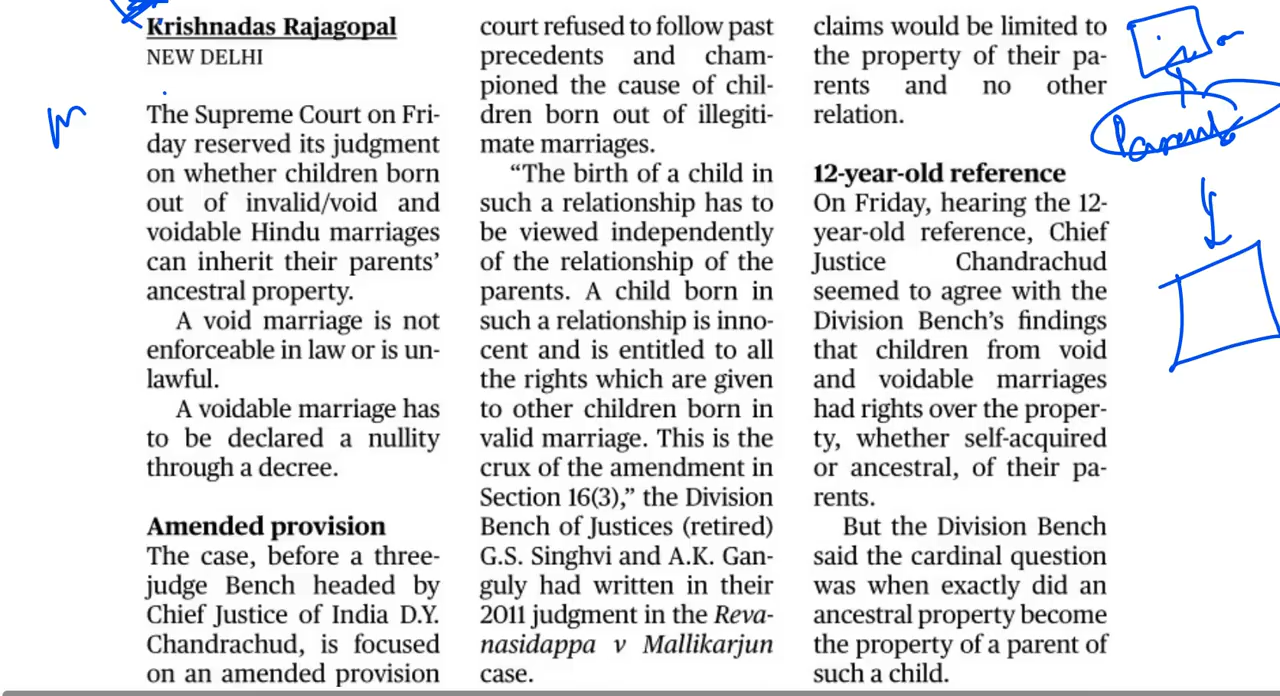 Krishnadas Rajagopal
NEW DELHI
The Supreme Court on Fri-
day reserved its judgment
on whether children born
out of invalid/void and
voidable Hindu marriages
can inherit their parents’
ancestral property.
A void marriage is not
enforceable in law or is un-
lawful.
A voidable marriage has
to be declared a nullity
through a decree.
Amended provision
The case, before a three-
judge Bench headed by
Chief Justice of India D.Y.
Chandrachud, is focused
on an amended provision
court refused to follow past
precedents and cham-
pioned the cause of chil-
dren born out of illegiti-
mate marriages.
“The birth of a child in
such a relationship has to
be viewed independently
of the relationship of the
parents. A child born in
such a relationship is inno-
cent and is entitled to all
the rights which are given
to other children born in
valid marriage. This is the
crux of the amendment in
Section 16(3),” the Division
Bench of Justices (retired)
G.S. Singhvi and A.K. Gan-
guly had written in their
2011 judgment in the Reva-
nasidappa v Mallikarjun
case.
claims would be limited to
the property of their pa-
rents and no other
relation.
12-year-old reference
On Friday, hearing the 12-
year-old reference, Chief
Justice Chandrachud
seemed to agree with the
Division Bench’s findings
that children from void
and voidable marriages
had rights over the proper-
ty, whether self-acquired
or ancestral, of their pa-
rents.
But the Division Bench
said the cardinal question
was when exactly did an
ancestral property become
the property of a parent of
such a child.
Parents